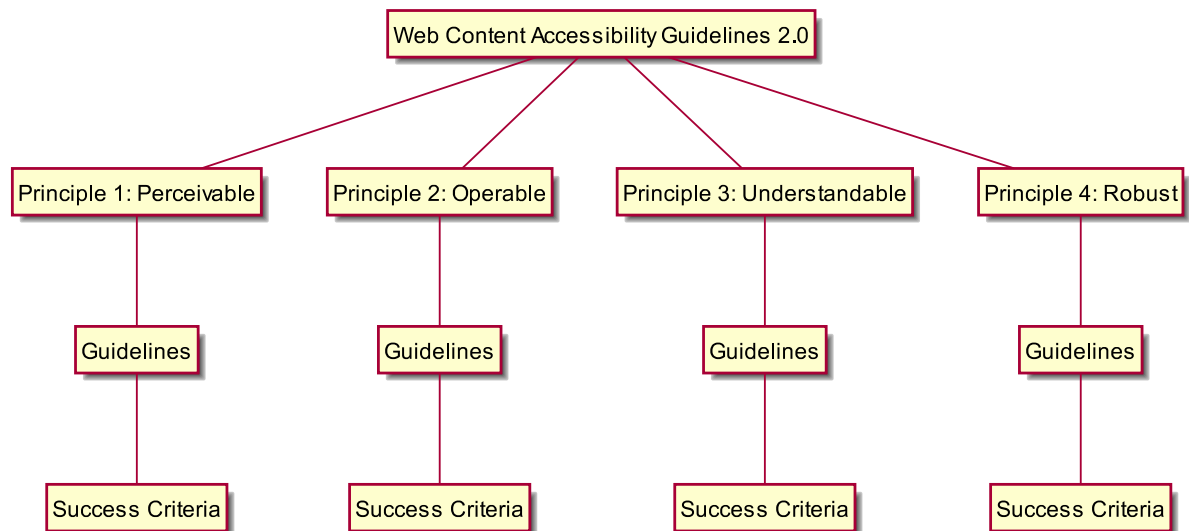 Web Content Accessibility Guidelines 2.0
Principle 1: Perceivable
Principle 2: Operable
Principle 3: Understandable
Principle 4: Robust
Guidelines
Guidelines
Guidelines
Guidelines
Success Criteria
Success Criteria
Success Criteria
Success Criteria